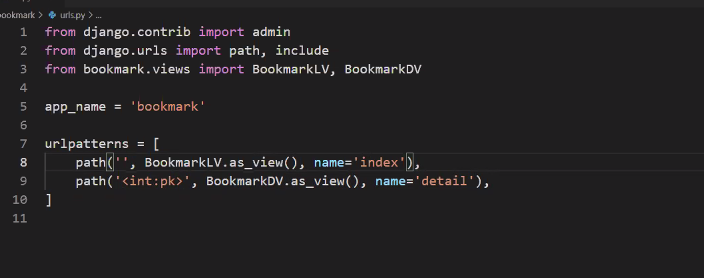 bookmark > urls.py > ...
1 from django.contrib import admin
2 from django.urls import path, include
3 from bookmark.views import BookmarkLV, BookmarkDV
4
5 app_name = 'bookmark'
6
7 urlpatterns = [
8     path('', BookmarkLV.as_view(), name='index'),
9     path('<int:pk>', BookmarkDV.as_view(), name='detail'),
10 ]
11